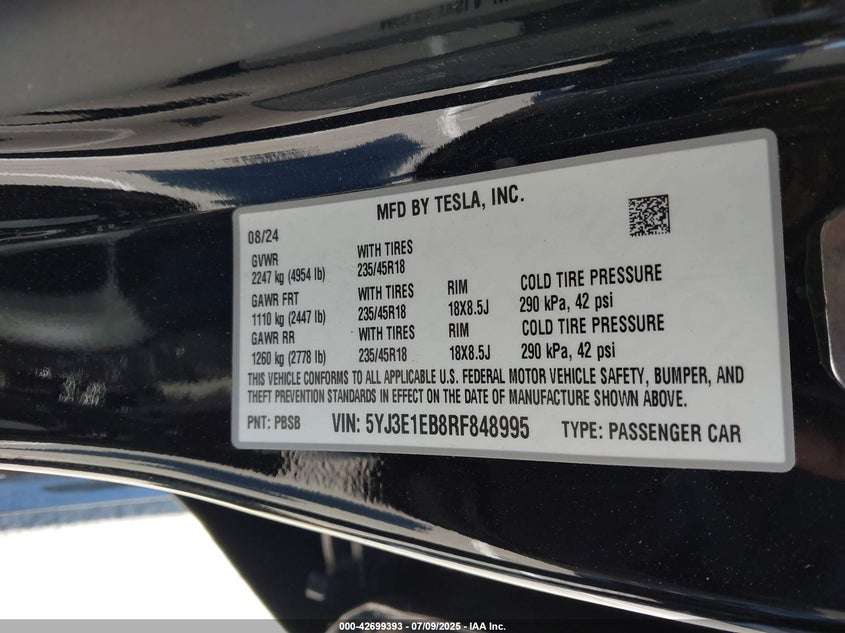 MFD BY TESLA, INC.
08/24
GVWR
2247 kg (4954 lb)
WITH TIRES
235/45R18
GAWR FRT
1110 kg (2447 lb)
WITH TIRES
235/45R18
RIM
18X8.5J
COLD TIRE PRESSURE
290 kPa, 42 psi
GAWR RR
1260 kg (2778 lb)
WITH TIRES
235/45R18
RIM
18X8.5J
COLD TIRE PRESSURE
290 kPa, 42 psi
THIS VEHICLE CONFORMS TO ALL APPLICABLE U.S. FEDERAL MOTOR VEHICLE SAFETY, BUMPER, AND
THEFT PREVENTION STANDARDS IN EFFECT ON THE DATE OF MANUFACTURE SHOWN ABOVE.
PNT: PBSB VIN: 5YJ3E1EB8RF848995 TYPE: PASSENGER CAR
000-42699393 - 07/09/2025 - IAA Inc.